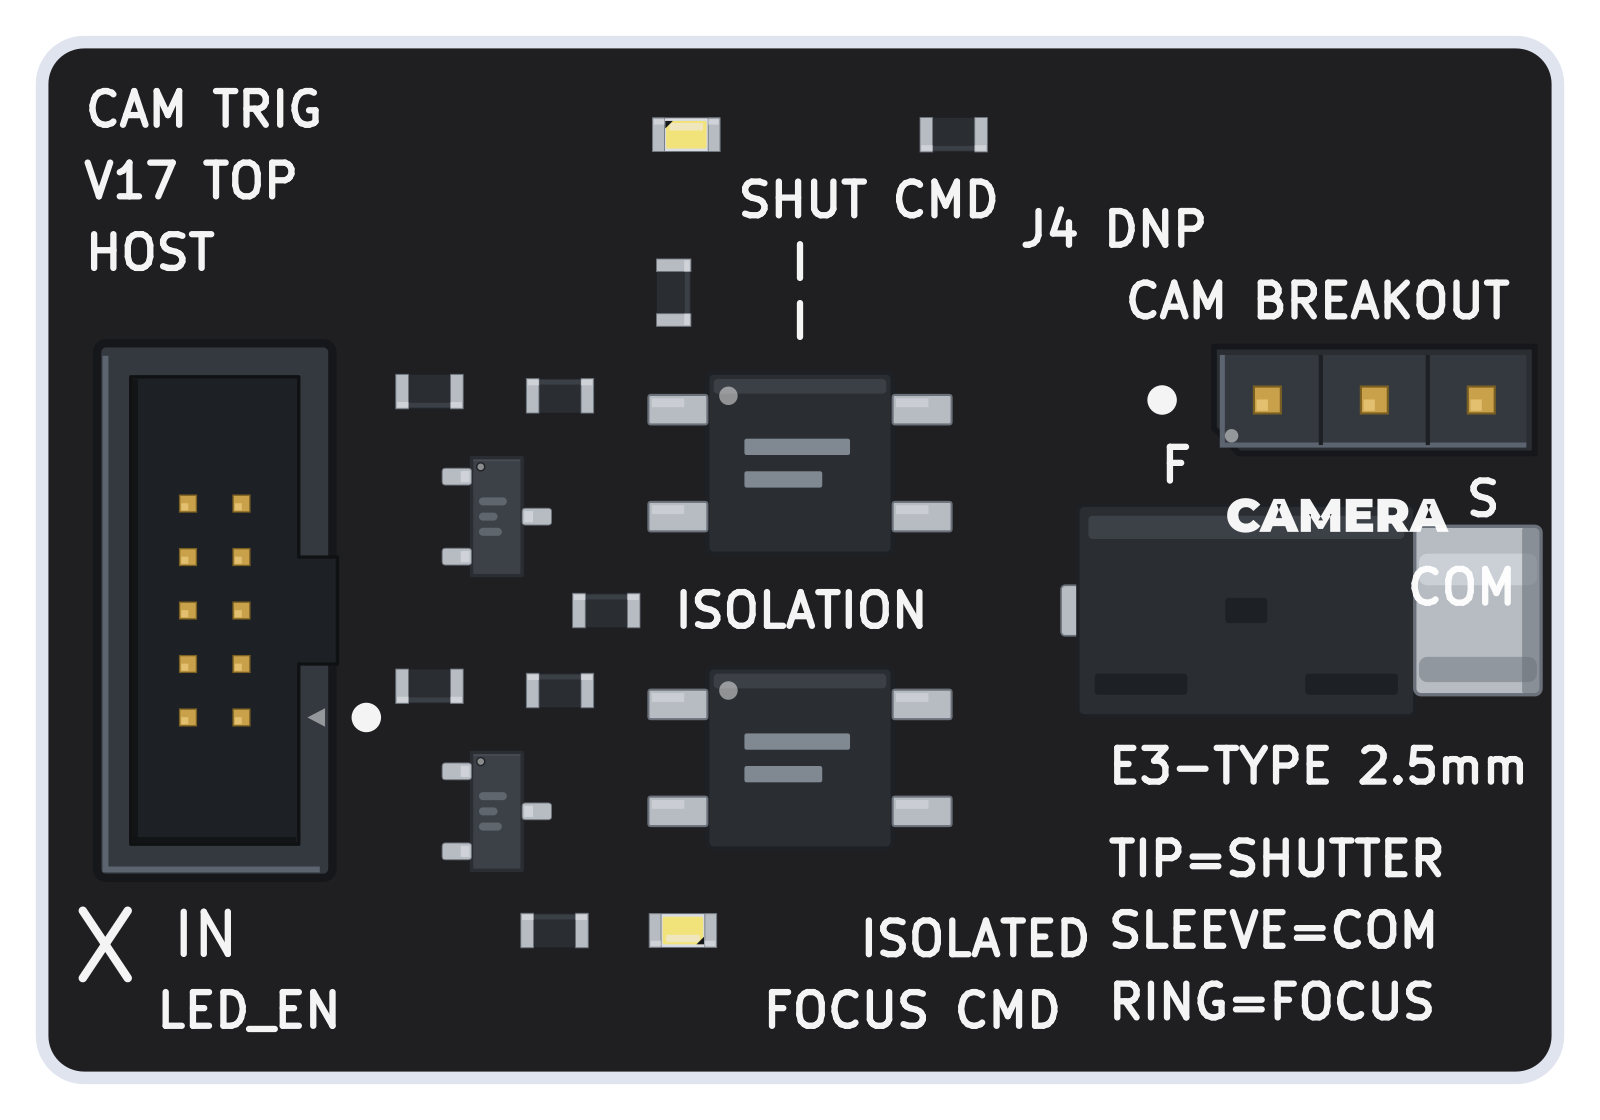 CAM TRIG
V17 TOP
HOST
SHUT CMD
J4 DNP
CAM BREAKOUT
F
S
CAMERA
COM
ISOLATION
E3-TYPE 2.5mm
TIP=SHUTTER
SLEEVE=COM
RING=FOCUS
ISOLATED
FOCUS CMD
X IN
LED_EN